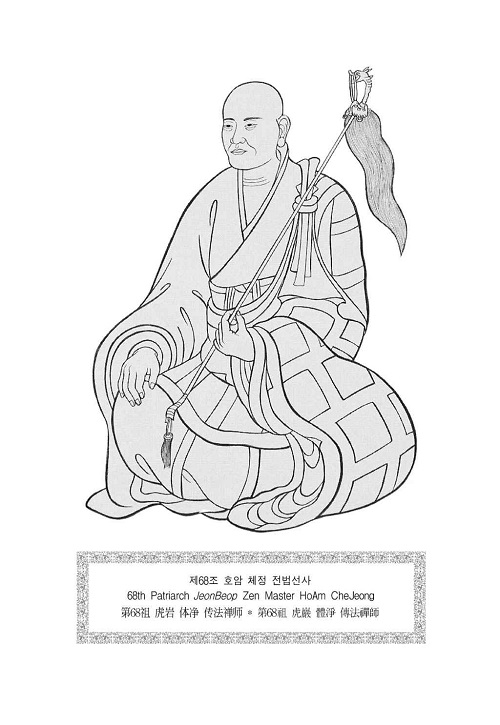 제68조 호암 체정 전법선사
68th Patriarch JeonBeop Zen Master HoAm CheJeong
第68祖 虎岩 体净 传法禅师 * 第68祖 虎巖 體淨 傳法禪師